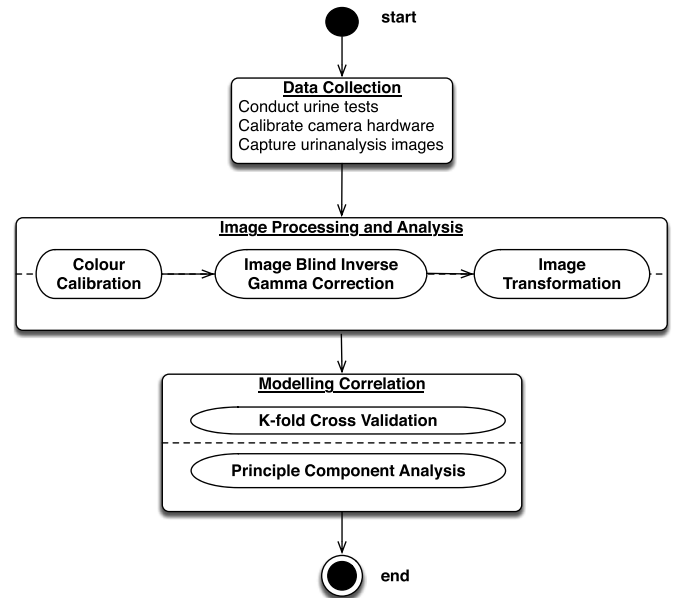 start
Data Collection
Conduct urine tests
Calibrate camera hardware
Capture urinanalysis images
Image Processing and Analysis
Colour
Calibration
Image Blind Inverse
Gamma Correction
Image
Transformation
Modelling Correlation
K-fold Cross Validation
Principle Component Analysis
end